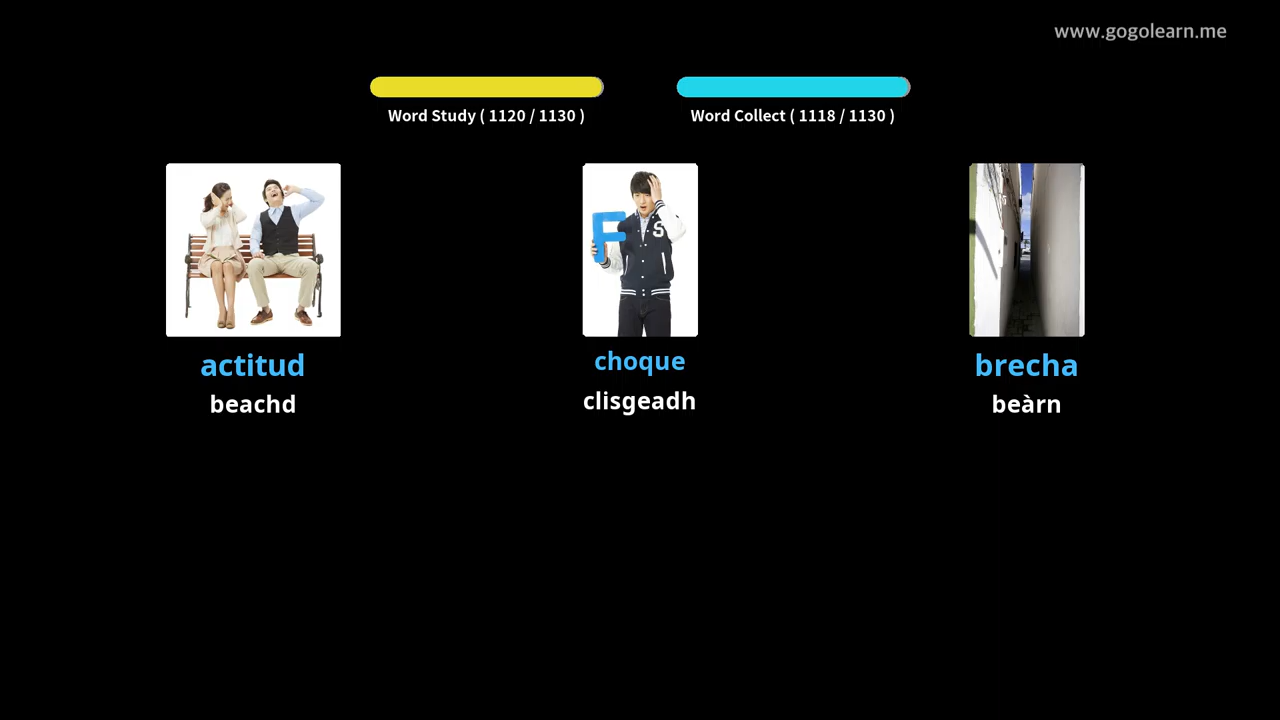 www.gogolearn.me
Word Study ( 1120 / 1130 )
Word Collect ( 1118 / 1130 )
F
S
actitud
choque
brecha
beachd
clisgeadh
beàrn